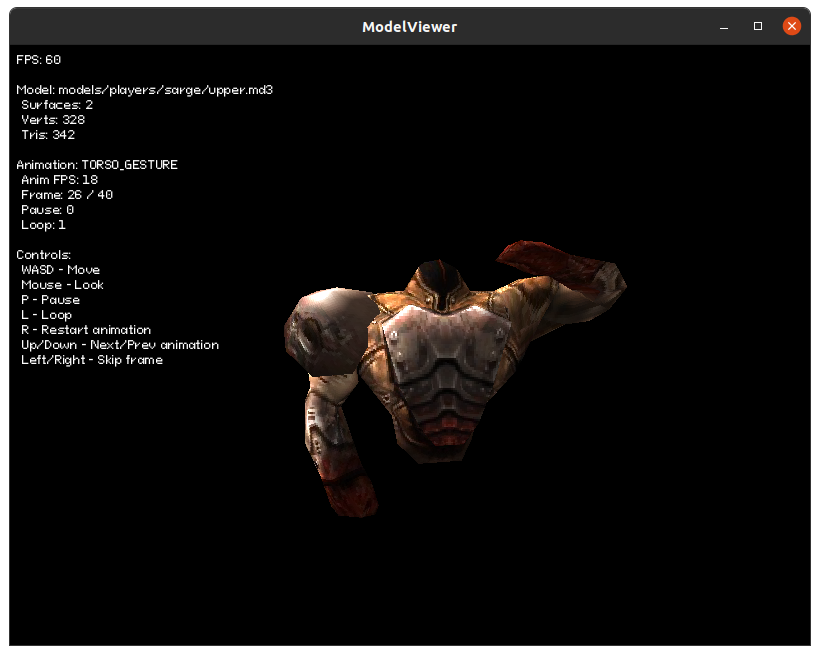 ModelViewer
FPS: 60
Model: models/players/sarge/upper.md3
Surfaces: 2
Verts: 328
Tris: 342
Animation: TORSO_GESTURE
Anim FPS: 18
Frame: 26 / 40
Pause: 0
Loop: 1
Controls:
WASD - Move
Mouse - Look
P - Pause
L - Loop
R - Restart animation
Up/Down - Next/Prev animation
Left/Right - Skip frame